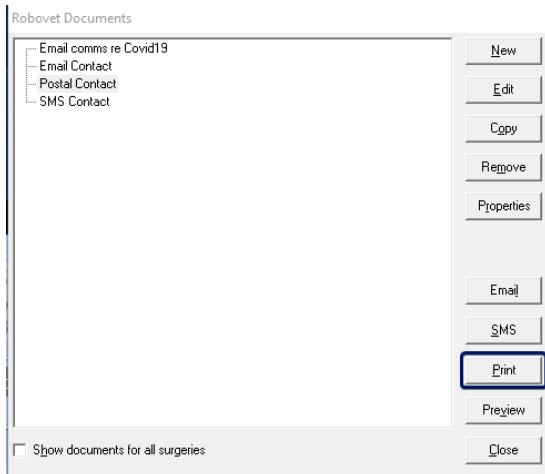 Robovet Documents
Email comms re Covid19
Email Contact
Postal Contact
SMS Contact
New
Edit
Copy
Remove
Properties
Email
SMS
Print
Preview
Close
Show documents for all surgeries